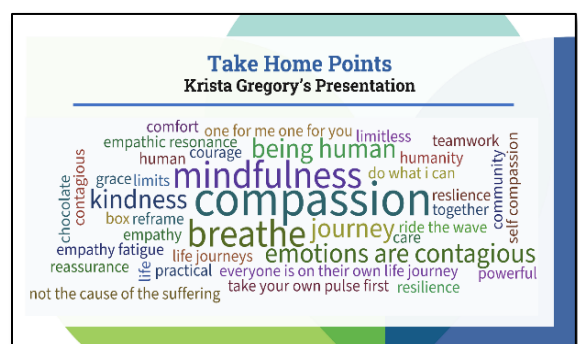 Take Home Points
Krista Gregory's Presentation
comfort one for me one for you limitless
empathic resonance being human teamwork
human courage humanity
grace limits mindfulness do what i can
chocolate contagious kindness compassion reslience community self compassion
box reframe together
empathy breathe journey ride the wave
care
empathy fatigue life journeys emotions are contagious
reassurance life practical everyone is on their own life journey powerful
take your own pulse first resilience
not the cause of the suffering